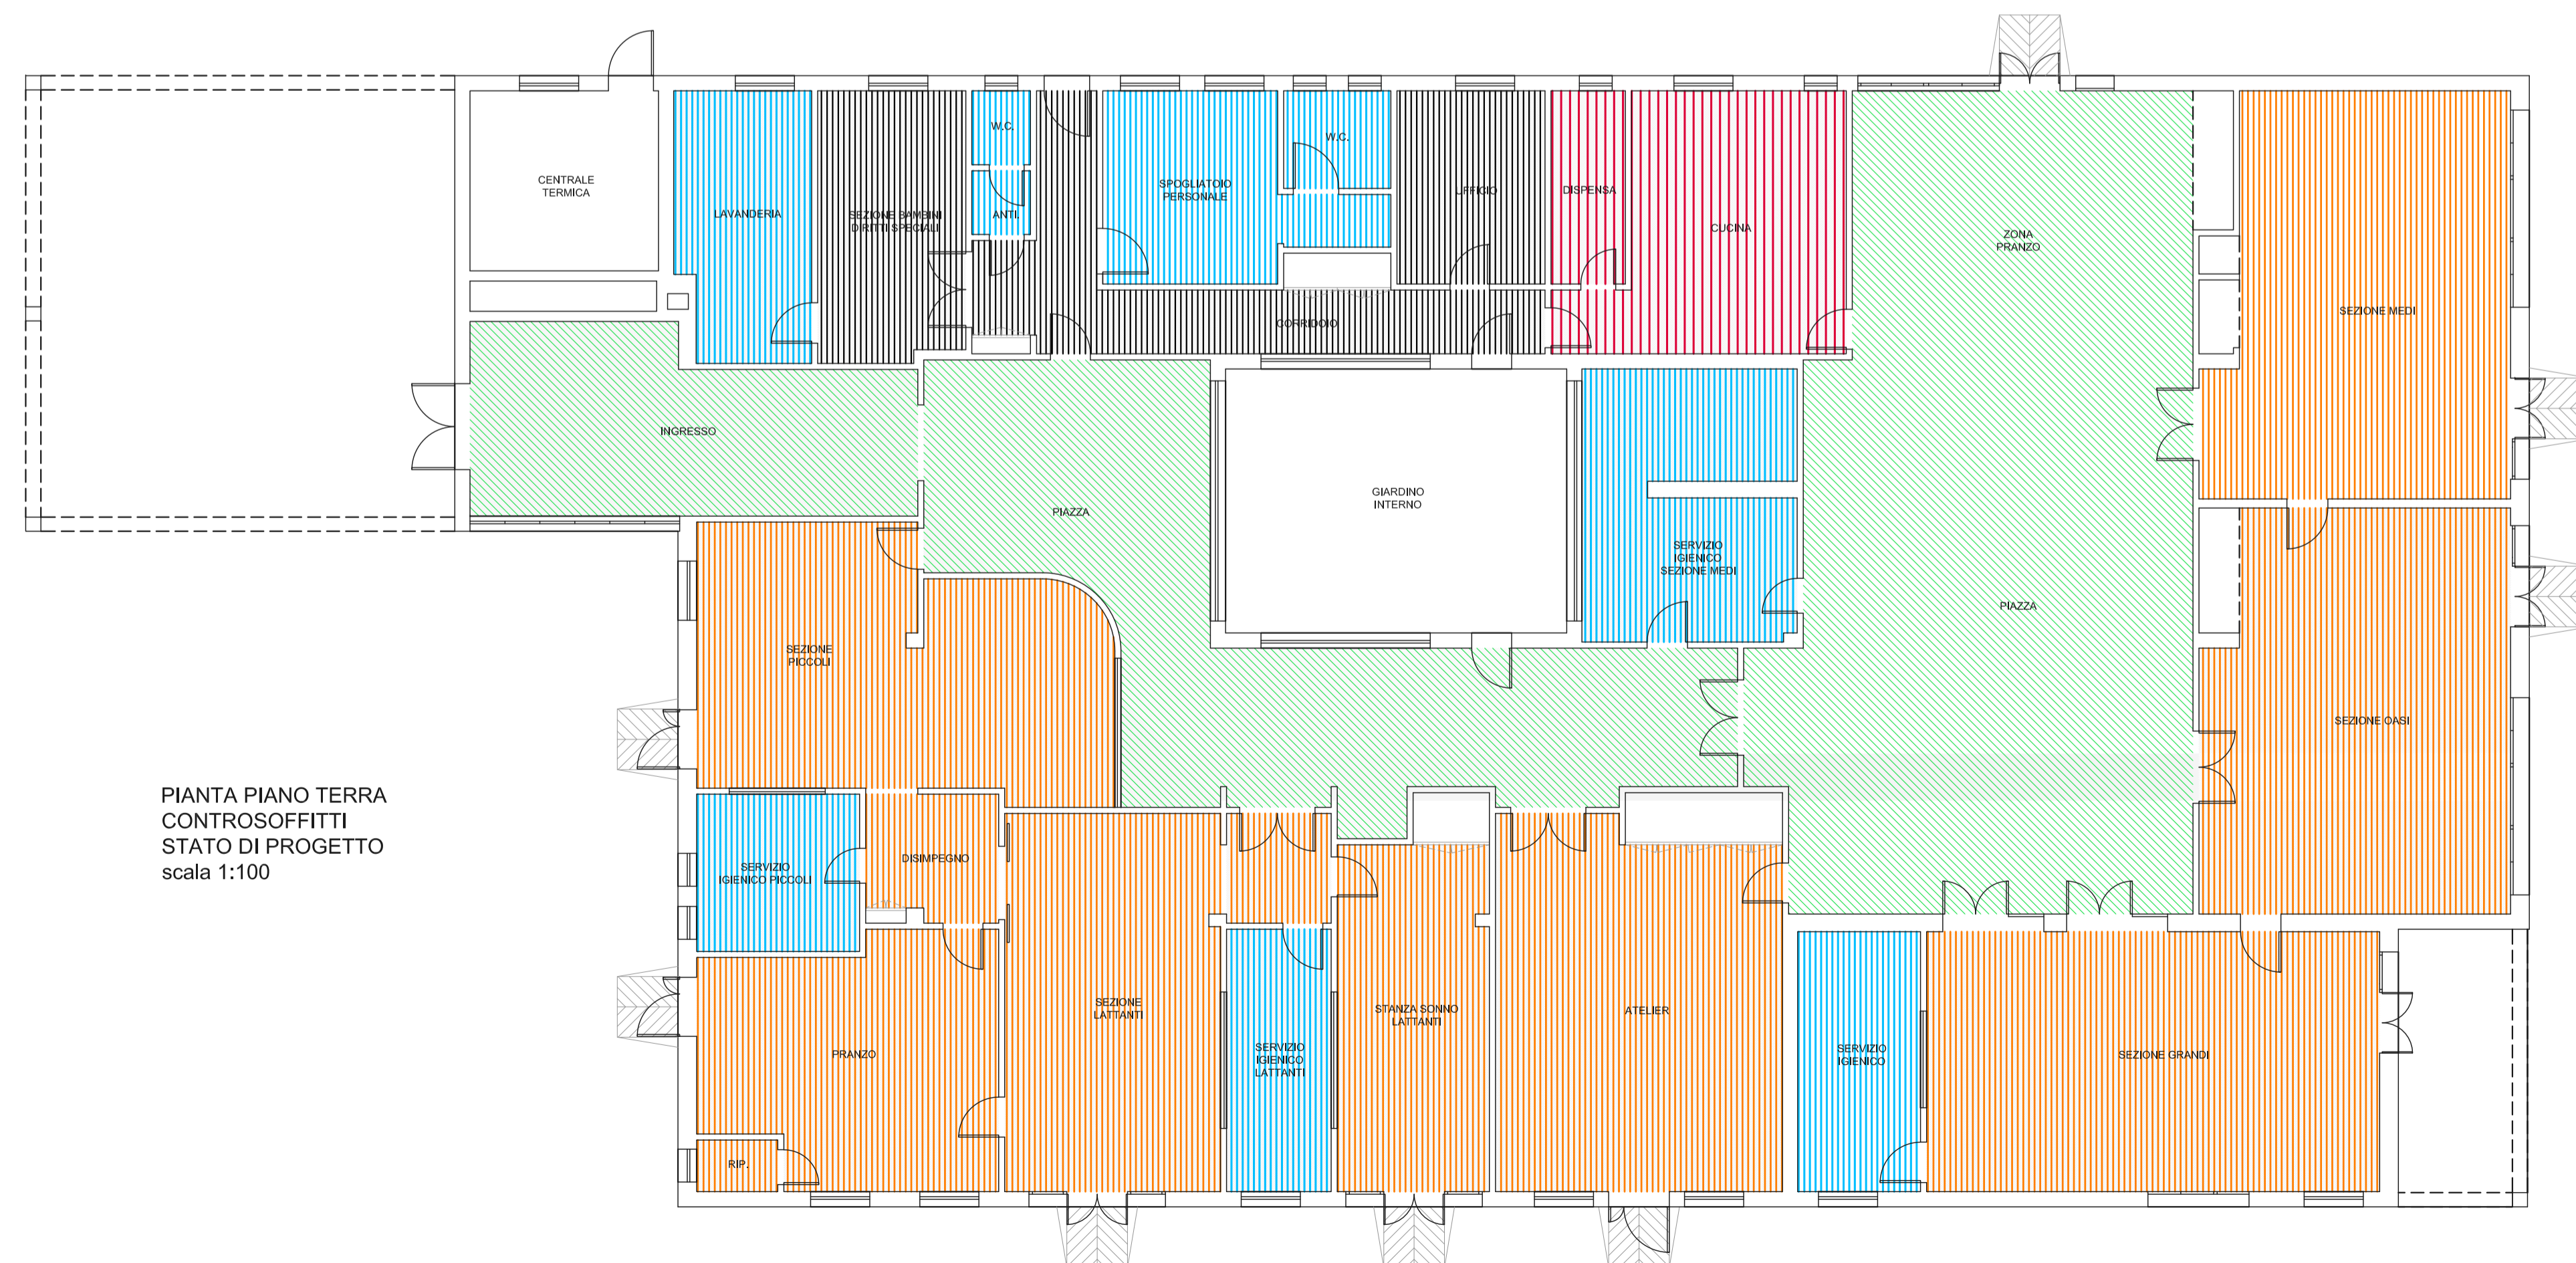 W.C.
W.C.
CENTRALE
TERMICA
SPOGLIATOIO
PERSONALE
UFFICIO
DISPENSA
LAVANDERIA
SEZIONE BAMBINI
DIRITTI SPECIALI
ANTI.
CUCINA
ZONA
PRANZO
SEZIONE MEDI
CORRIDOIO
INGRESSO
GIARDINO
INTERNO
PIAZZA
SERVIZIO
IGIENICO
SEZIONE MEDI
PIAZZA
SEZIONE
PICCOLI
SEZIONE OASI
PIANTA PIANO TERRA
CONTROSOFFITTI
STATO DI PROGETTO
scala 1:100
SERVIZIO
IGIENICO PICCOLI
DISIMPEGNO
SEZIONE
LATTANTI
STANZA SONNO
LATTANTI
ATELIER
PRANZO
SERVIZIO
IGIENICO
LATTANTI
SERVIZIO
IGIENICO
SEZIONE GRANDI
RIP.